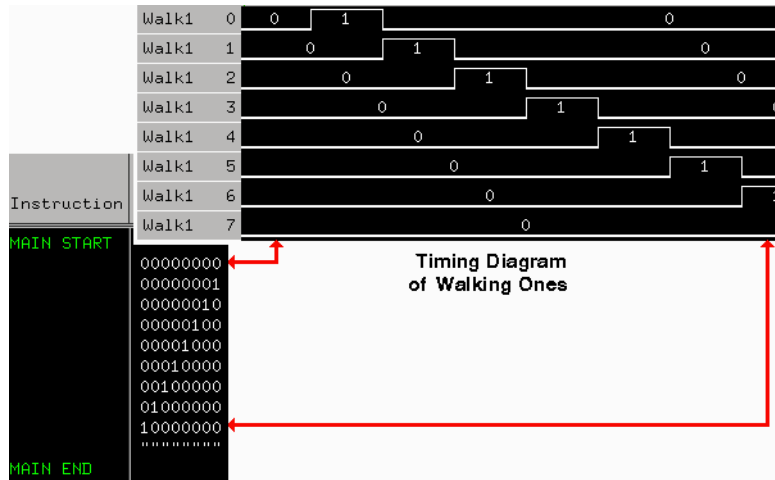 Walk1 0 0 1 0
Walk1 1 0 1 0
Walk1 2 0 1 0
Walk1 3 0 1 0
Walk1 4 0 1
Walk1 5 0 1
Walk1 6 0 1
Walk1 7 0
Instruction
MAIN START
Timing Diagram
of Walking Ones
00000000
00000001
00000010
00000100
00001000
00010000
00100000
01000000
10000000
""""""""
MAIN END